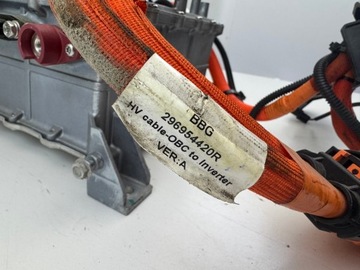 BBG
296954420R
HV cable-OBC to Inverter
VER:A